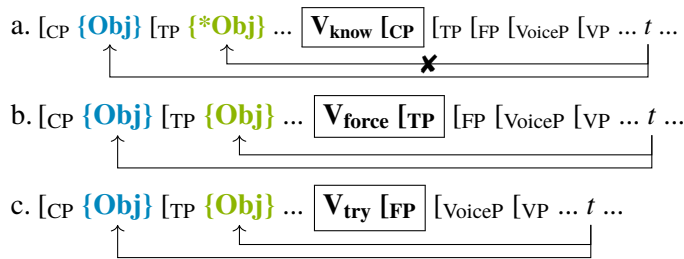 a. [CP {Obj} [TP {*Obj} ... Vknow [CP [TP [FP [VoiceP [VP ... t ...
✘
b. [CP {Obj} [TP {Obj} ... Vforce [TP [FP [VoiceP [VP ... t ...
c. [CP {Obj} [TP {Obj} ... Vtry [FP [VoiceP [VP ... t ...